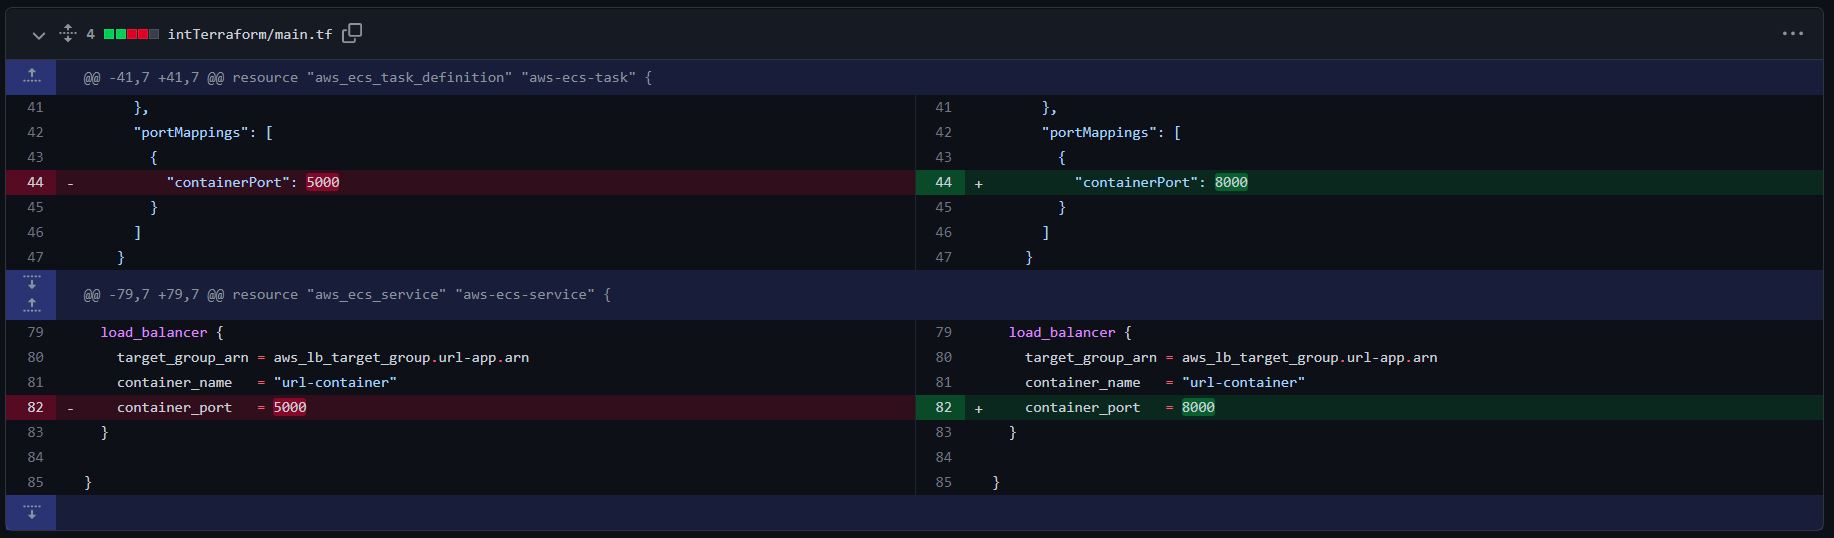 4 intTerraform/main.tf
@@ -41,7 +41,7 @@ resource "aws_ecs_task_definition" "aws-ecs-task" {
41 }, 41 },
42 "portMappings": [ 42 "portMappings": [
43 { 43 {
44 - "containerPort": 5000 44 + "containerPort": 8000
45 } 45 }
46 ] 46 ]
47 } 47 }
@@ -79,7 +79,7 @@ resource "aws_ecs_service" "aws-ecs-service" {
79 load_balancer { 79 load_balancer {
80 target_group_arn = aws_lb_target_group.url-app.arn 80 target_group_arn = aws_lb_target_group.url-app.arn
81 container_name = "url-container" 81 container_name = "url-container"
82 - container_port = 5000 82 + container_port = 8000
83 } 83 }
84 84
85 } 85 }